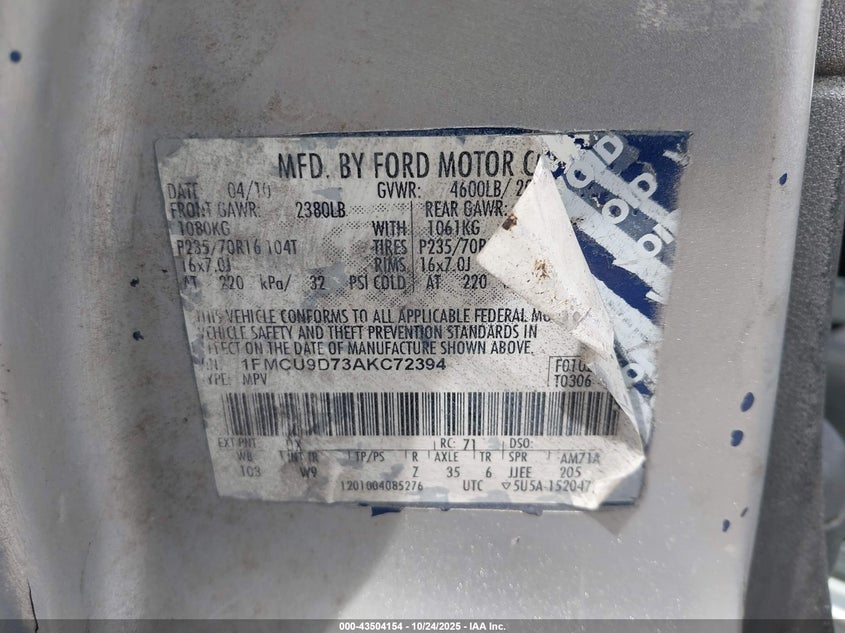 MFD. BY FORD MOTOR
DATE 04/10 GVWR: 4600LB/
FRONT GAWR: 2380LB REAR GAWR:
1080KG WITH 1061KG
P235/70R16 104T TIRES P235/70R
16x7.0J RIMS 16x7.0J
AT 220 kPa/ 32 PSI COLD AT 220
THIS VEHICLE CONFORMS TO ALL APPLICABLE FEDERAL
VEHICLE SAFETY AND THEFT PREVENTION STANDARDS IN
EFFECT ON THE DATE OF MANUFACTURE SHOWN ABOVE.
1FMCU9D73AKC72394
TYPE: MPV T0306
EXT PNT: RC: 71 DSO:
WB INT TR TP/PS R AXLE TR SPR AM71A
103 W9 Z 35 6 JJEE 205
1201004085276 UTC ▽5U5A-152047
000-43504154 - 10/24/2025 - IAA Inc.